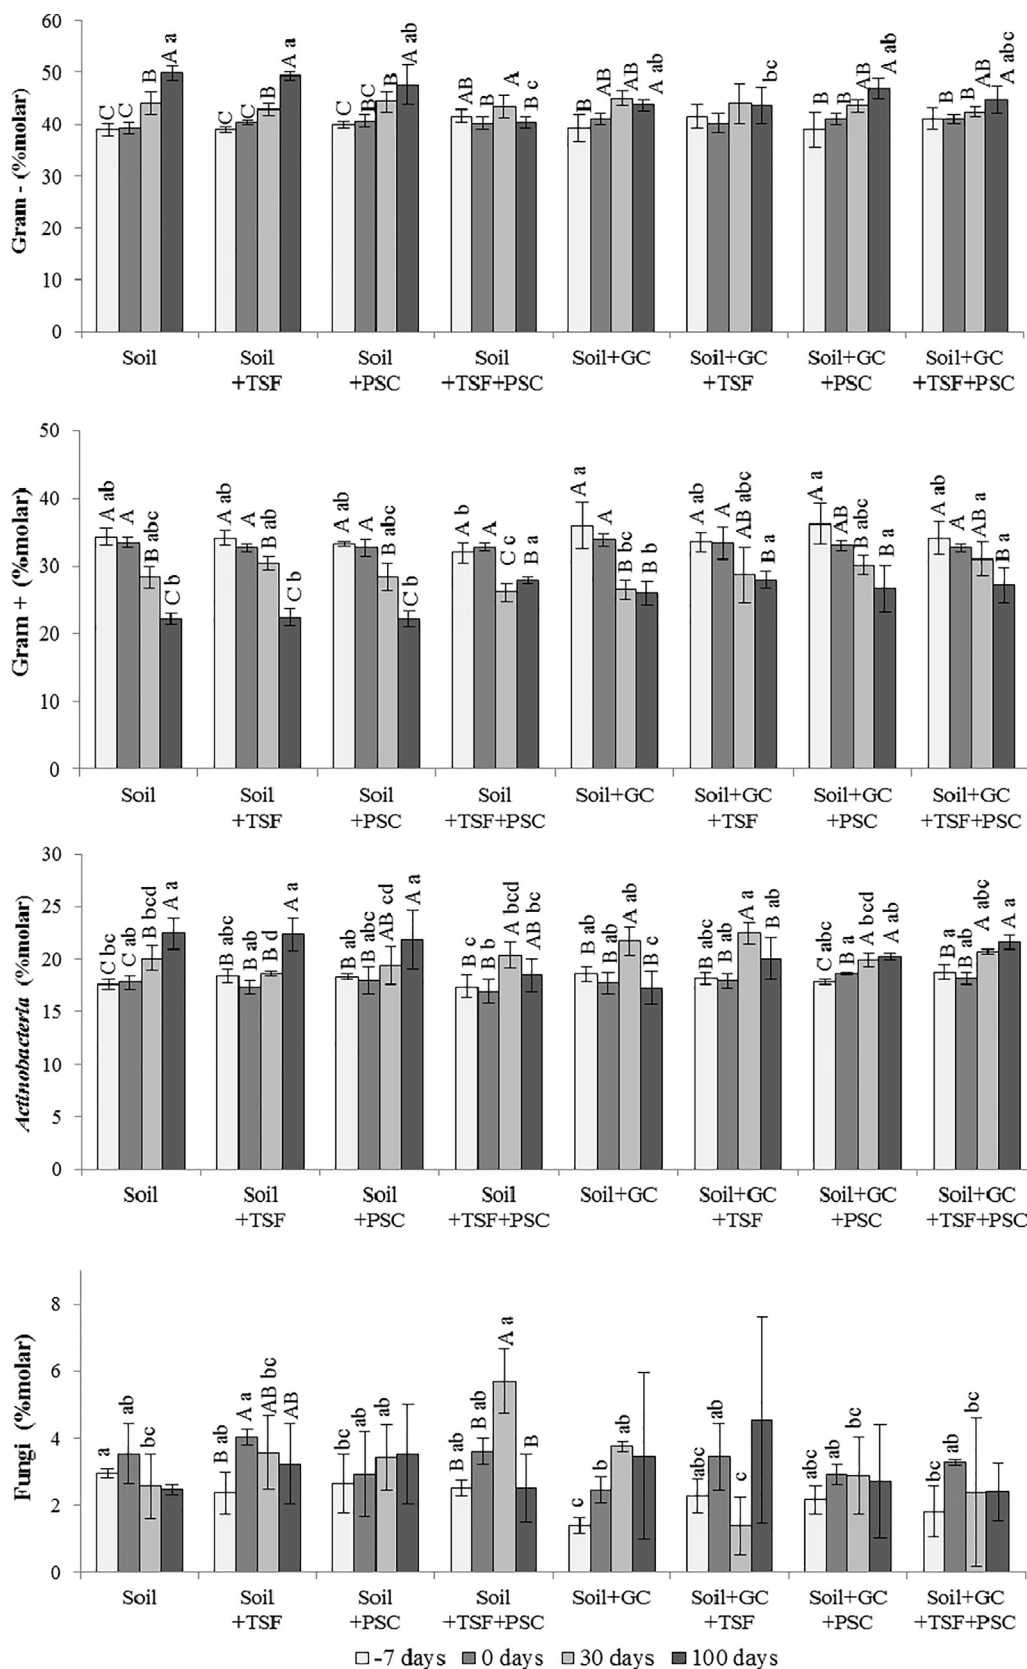 Gram - (%molar)
60
50
40
30
20
10
0
C C B A a
C C B A a
C BC B A ab
AB B A B c
B AB AB A ab
bc
B B A A ab
B B AB A abc
Soil Soil Soil Soil Soil+GC Soil+GC Soil+GC Soil+GC
+TSF +PSC +TSF+PSC +TSF +PSC +TSF+PSC
Gram + (%molar)
50
40
30
20
10
0
A ab A B abc C b
A ab A B ab C b
A ab A B abc C b
A b A C c B a
A a A B bc B b
A ab A AB abc B a
A a AB B abc B a
A ab A AB a B a
Soil Soil Soil Soil Soil+GC Soil+GC Soil+GC Soil+GC
+TSF +PSC +TSF+PSC +TSF +PSC +TSF+PSC
Actinobacteria (%molar)
30
25
20
15
10
5
0
C bc C ab B bcd A a
B abc B ab B d A a
B ab B abc AB cd A a
B c B b A bcd AB bc
B ab B ab A ab B c
B abc B ab A a B ab
C abc B a A bcd A ab
B a B ab A abc A a
Soil Soil Soil Soil Soil+GC Soil+GC Soil+GC Soil+GC
+TSF +PSC +TSF+PSC +TSF +PSC +TSF+PSC
Fungi (%molar)
8
6
4
2
0
a ab bc
B ab A a AB bc AB
bc ab ab
B ab B ab A a B
c b ab
abc ab c
abc ab bc
bc ab bc
Soil Soil Soil Soil Soil+GC Soil+GC Soil+GC Soil+GC
+TSF +PSC +TSF+PSC +TSF +PSC +TSF+PSC
-7 days 0 days 30 days 100 days